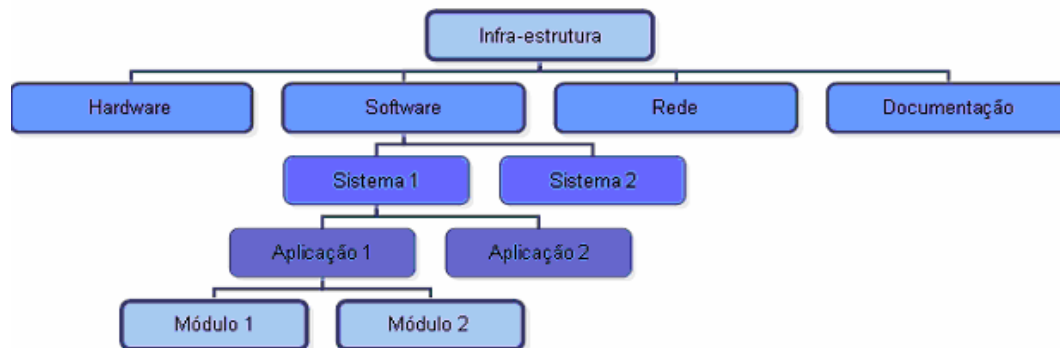 Infra-estrutura
Hardware
Software
Rede
Documentação
Sistema 1
Sistema 2
Aplicação 1
Aplicação 2
Módulo 1
Módulo 2